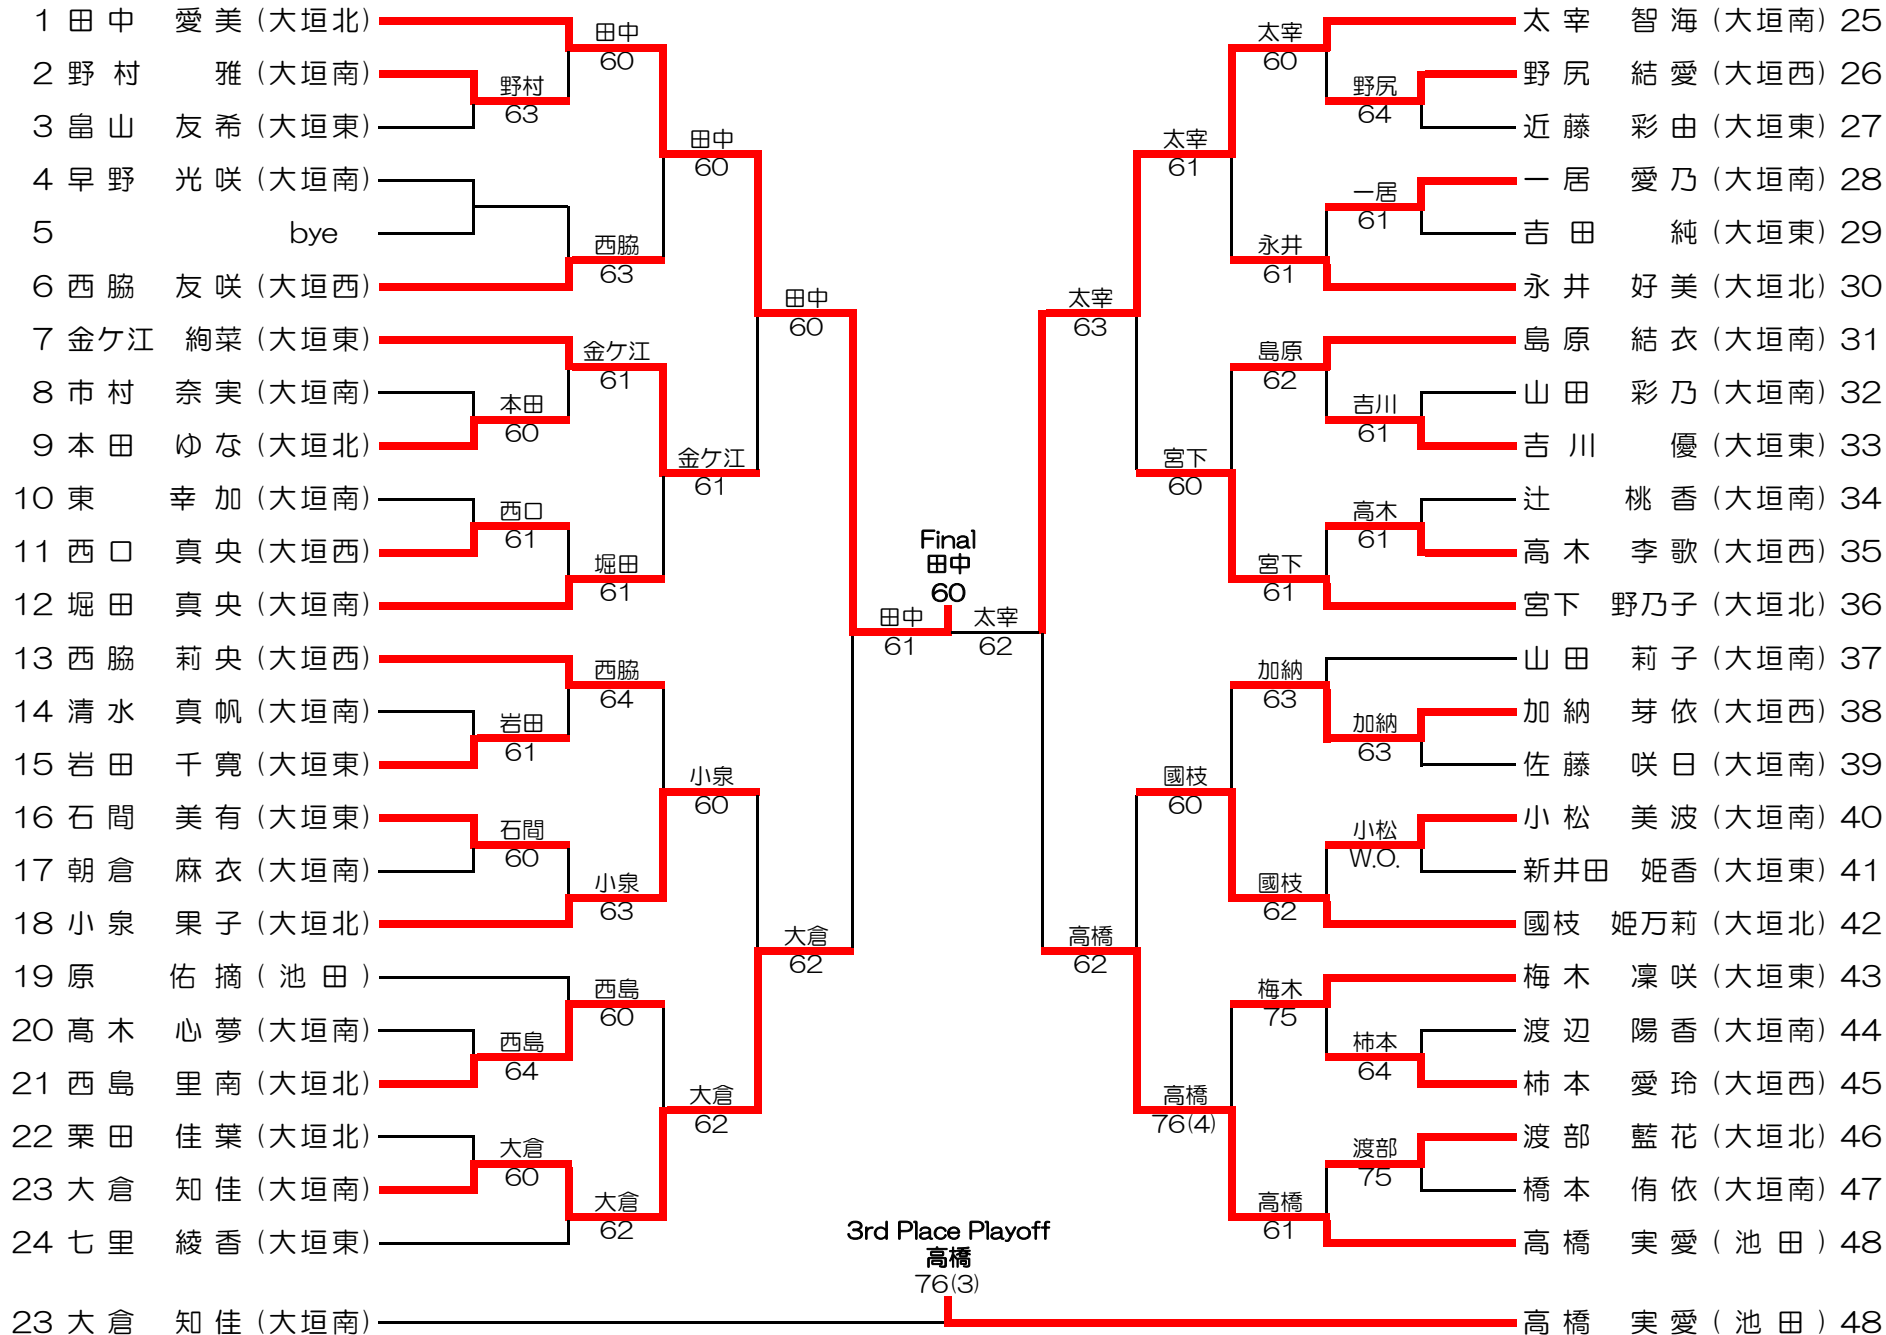 1 田中 愛美 (大垣北)
2 野村 雅 (大垣南)
3 畠山 友希 (大垣東)
4 早野 光咲 (大垣南)
5 bye
6 西脇 友咲 (大垣西)
7 金ケ江 絢菜 (大垣東)
8 市村 奈実 (大垣南)
9 本田 ゆな (大垣北)
10 東 幸加 (大垣南)
11 西口 真央 (大垣西)
12 堀田 真央 (大垣南)
13 西脇 莉央 (大垣西)
14 清水 真帆 (大垣南)
15 岩田 千寛 (大垣東)
16 石間 美有 (大垣東)
17 朝倉 麻衣 (大垣南)
18 小泉 果子 (大垣北)
19 原 佑摘 (池田)
20 髙木 心夢 (大垣南)
21 西島 里南 (大垣北)
22 栗田 佳葉 (大垣北)
23 大倉 知佳 (大垣南)
24 七里 綾香 (大垣東)
野村
63
本田
60
西口
61
岩田
61
石間
60
西島
64
大倉
60
田中
60
西脇
63
金ケ江
61
堀田
61
西脇
64
小泉
63
西島
60
大倉
62
田中
60
金ケ江
61
小泉
60
大倉
62
田中
60
大倉
62
田中
61
Final
田中
60
太宰
62
太宰
63
高橋
62
太宰
61
宮下
60
國枝
60
高橋
76(4)
太宰
60
永井
61
島原
62
宮下
61
加納
63
國枝
62
梅木
75
高橋
61
野尻
64
一居
61
吉川
61
高木
61
加納
63
小松
W.O.
柿本
64
渡部
75
太宰 智海 (大垣南) 25
野尻 結愛 (大垣西) 26
近藤 彩由 (大垣東) 27
一居 愛乃 (大垣南) 28
吉田 純 (大垣東) 29
永井 好美 (大垣北) 30
島原 結衣 (大垣南) 31
山田 彩乃 (大垣南) 32
吉川 優 (大垣東) 33
辻 桃香 (大垣南) 34
高木 李歌 (大垣西) 35
宮下 野乃子 (大垣北) 36
山田 莉子 (大垣南) 37
加納 芽依 (大垣西) 38
佐藤 咲日 (大垣南) 39
小松 美波 (大垣南) 40
新井田 姫香 (大垣東) 41
國枝 姫万莉 (大垣北) 42
梅木 凜咲 (大垣東) 43
渡辺 陽香 (大垣南) 44
柿本 愛玲 (大垣西) 45
渡部 藍花 (大垣北) 46
橋本 侑依 (大垣南) 47
高橋 実愛 (池田) 48
3rd Place Playoff
高橋
76(3)
23 大倉 知佳 (大垣南)
高橋 実愛 (池田) 48